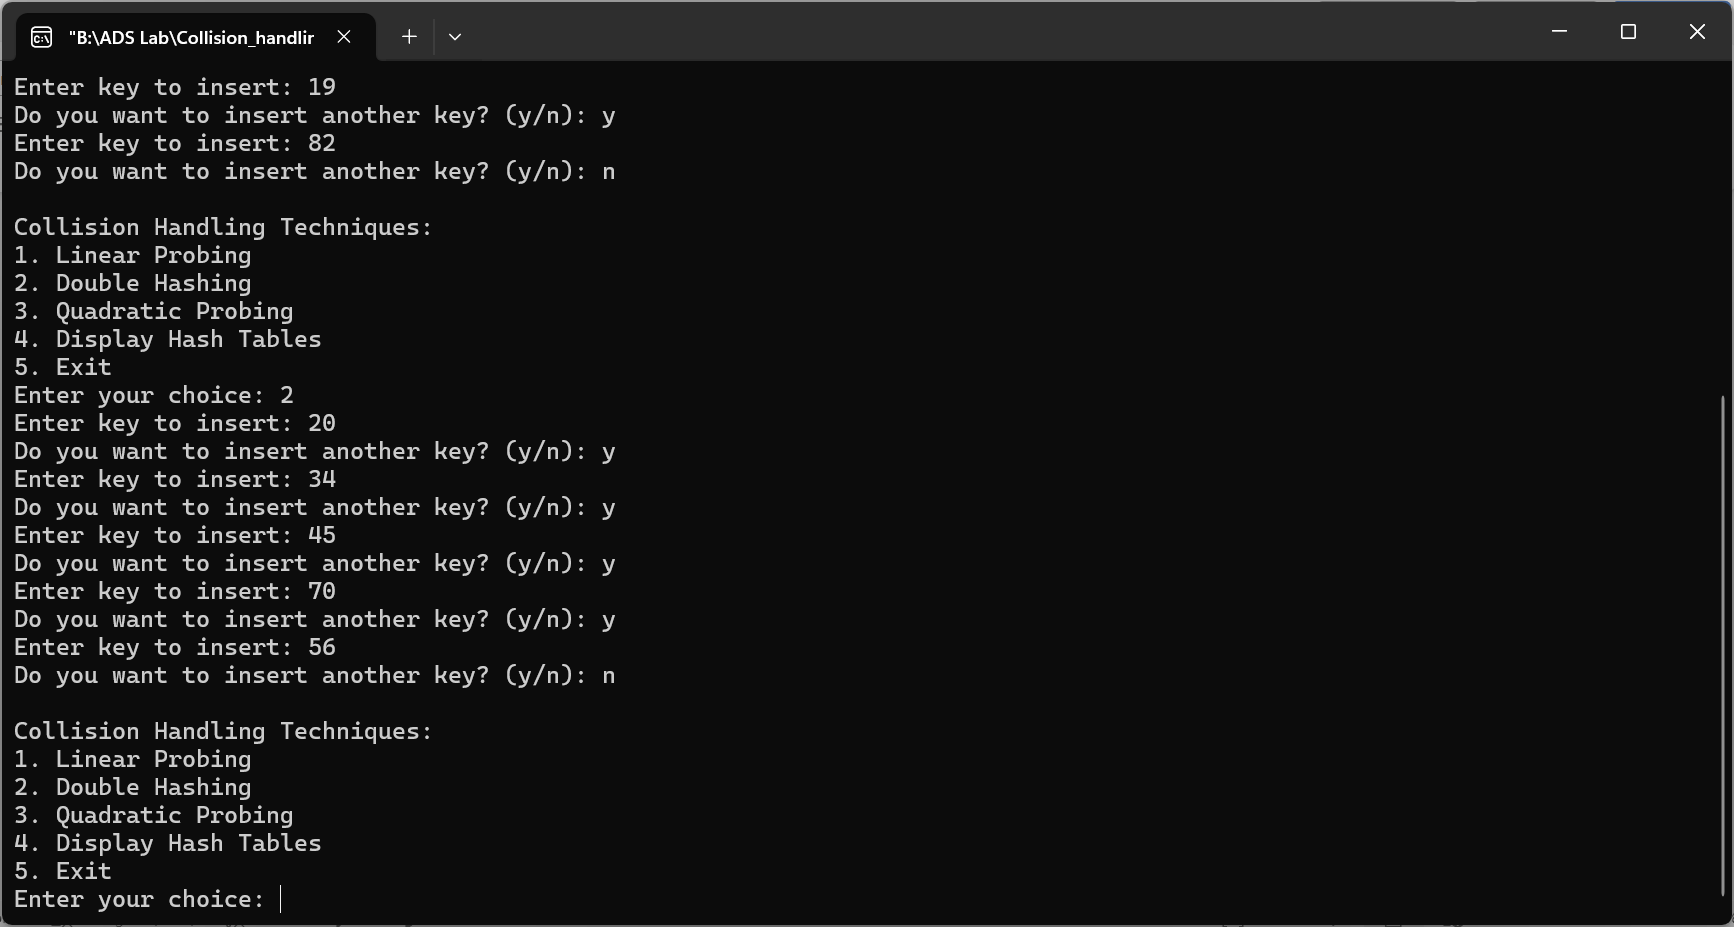 "B:\ADS Lab\Collision_handlir
Enter key to insert: 19
Do you want to insert another key? (y/n): y
Enter key to insert: 82
Do you want to insert another key? (y/n): n
Collision Handling Techniques:
1. Linear Probing
2. Double Hashing
3. Quadratic Probing
4. Display Hash Tables
5. Exit
Enter your choice: 2
Enter key to insert: 20
Do you want to insert another key? (y/n): y
Enter key to insert: 34
Do you want to insert another key? (y/n): y
Enter key to insert: 45
Do you want to insert another key? (y/n): y
Enter key to insert: 70
Do you want to insert another key? (y/n): y
Enter key to insert: 56
Do you want to insert another key? (y/n): n
Collision Handling Techniques:
1. Linear Probing
2. Double Hashing
3. Quadratic Probing
4. Display Hash Tables
5. Exit
Enter your choice: